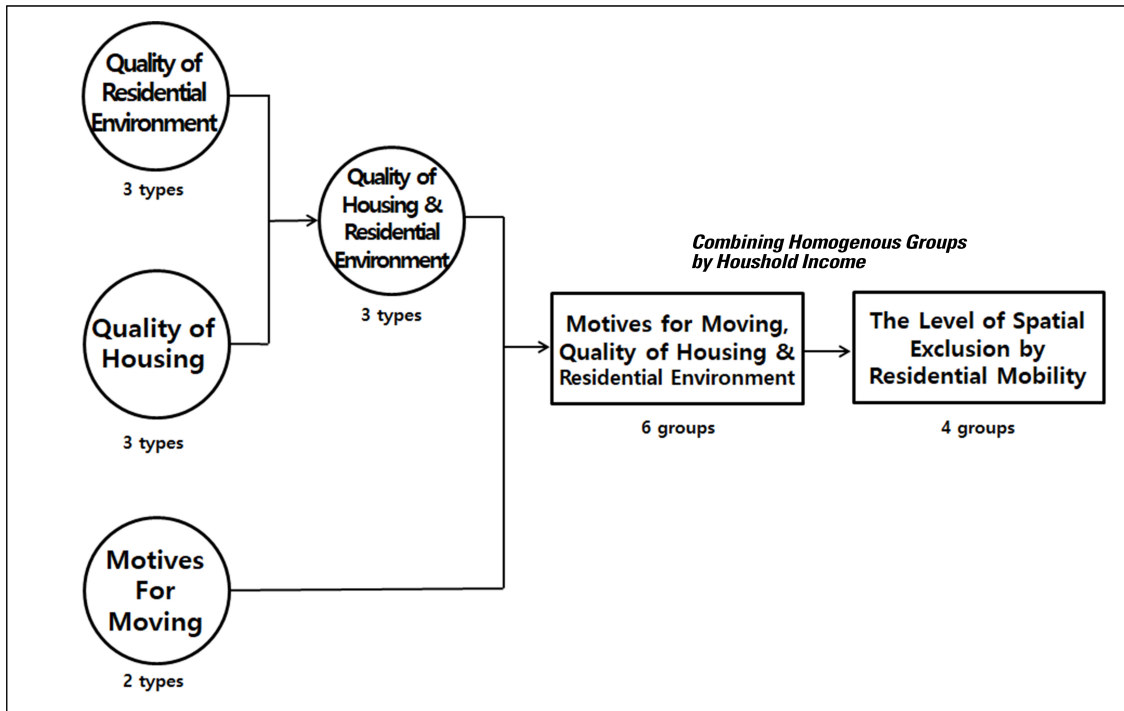 Quality of
Residential
Environment
3 types
Quality of
Housing
3 types
Motives
For
Moving
2 types
Quality of
Housing &
Residential
Environment
3 types
Combining Homogenous Groups
by Houshold Income
Motives for Moving,
Quality of Housing &
Residential Environment
6 groups
The Level of Spatial
Exclusion by
Residential Mobility
4 groups